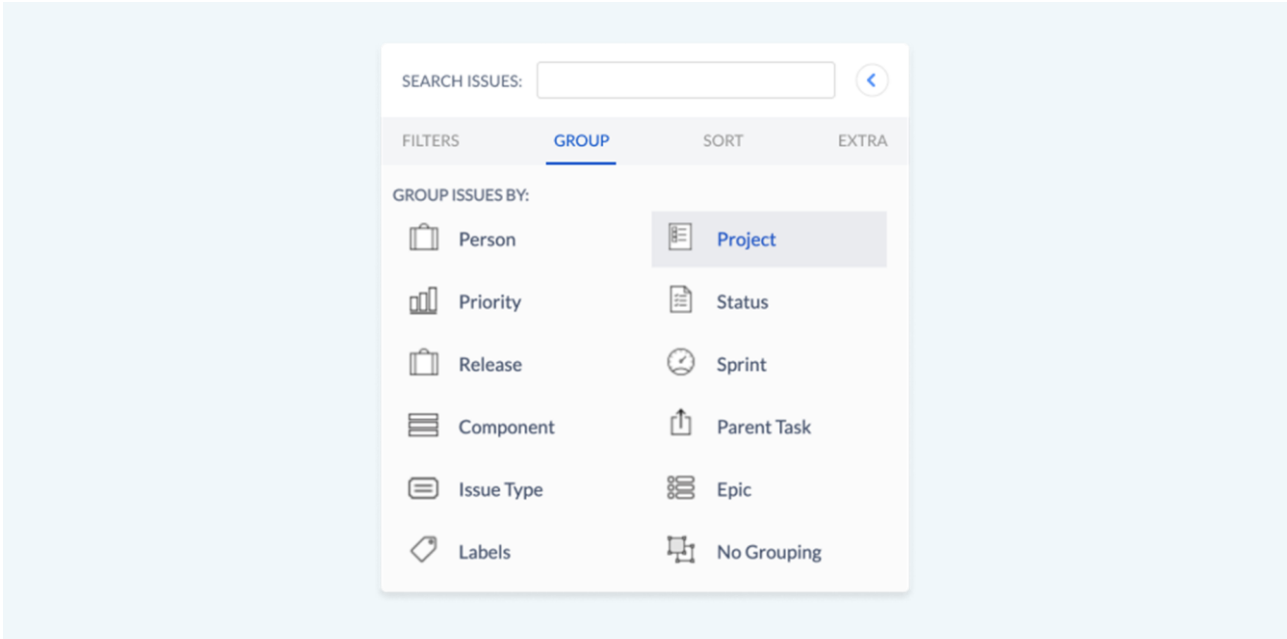 SEARCH ISSUES:
FILTERS GROUP SORT EXTRA
GROUP ISSUES BY:
Person Project
Priority Status
Release Sprint
Component Parent Task
Issue Type Epic
Labels No Grouping